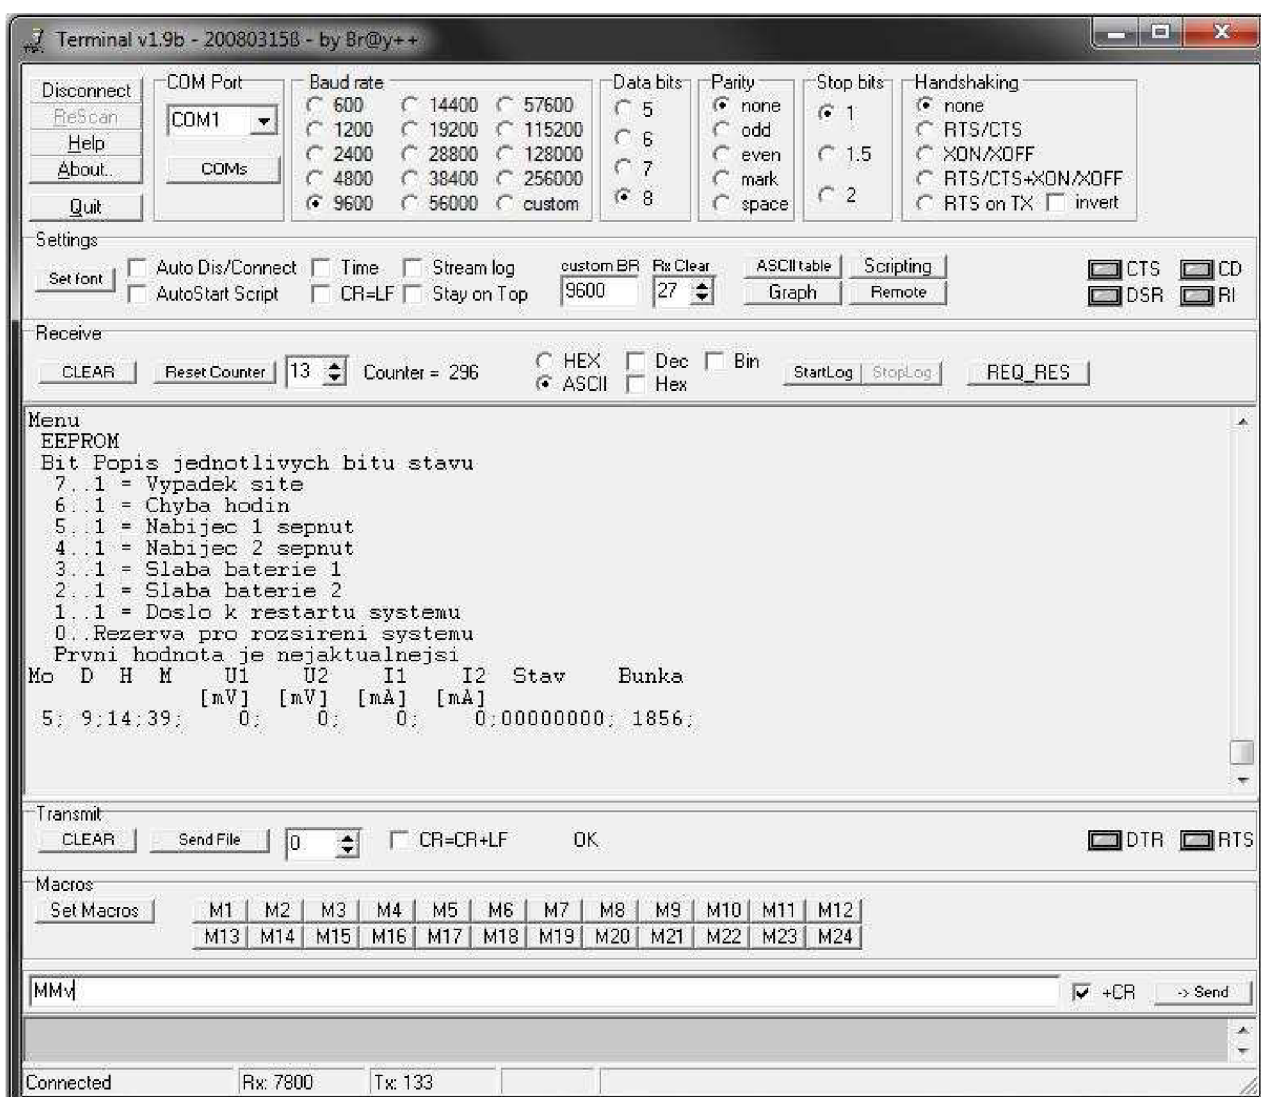 Terminal v1.9b - 20080315ß - by Br@y++
Disconnect
ReScan
Help
About..
Quit
COM Port
COM1
COMs
Baud rate
600 14400 57600
1200 19200 115200
2400 28800 128000
4800 38400 256000
9600 56000 custom
Data bits
5
6
7
8
Parity
none
odd
even
mark
space
Stop bits
1
1.5
2
Handshaking
none
RTS/CTS
XON/XOFF
RTS/CTS+XON/XOFF
RTS on TX invert
Settings
Set font
Auto Dis/Connect Time Stream log
AutoStart Script CR=LF Stay on Top
custom BR Rx Clear
9600 27
ASCII table Scripting
Graph Remote
CTS CD
DSR RI
Receive
CLEAR Reset Counter 13 Counter = 296
HEX Dec Bin
ASCII Hex
StartLog StopLog REQ_RES
Menu
EEPROM
Bit Popis jednotlivych bitu stavu
7..1 = Vypadek site
6..1 = Chyba hodin
5..1 = Nabijec 1 sepnut
4..1 = Nabijec 2 sepnut
3..1 = Slaba baterie 1
2..1 = Slaba baterie 2
1..1 = Doslo k restartu systemu
0..Rezerva pro rozsireni systemu
Prvni hodnota je nejaktualnejsi
Mo D H M U1 U2 I1 I2 Stav Bunka
[mV] [mV] [mA] [mA]
5; 9;14;39; 0; 0; 0; 0;00000000; 1856;
Transmit
CLEAR Send File 0 CR=CR+LF OK DTR RTS
Macros
Set Macros M1 M2 M3 M4 M5 M6 M7 M8 M9 M10 M11 M12
M13 M14 M15 M16 M17 M18 M19 M20 M21 M22 M23 M24
MMv +CR -> Send
Connected Rx: 7800 Tx: 133